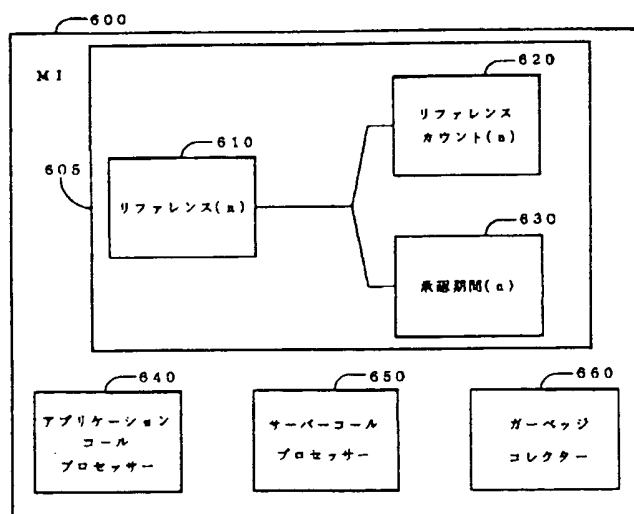 600
MI
605
610
リファレンス(n)
620
リファレンス
カウント(n)
630
承認期間(n)
640
アプリケーション
コール
プロセッサー
650
サーバーコール
プロセッサー
660
ガーベッジ
コレクター